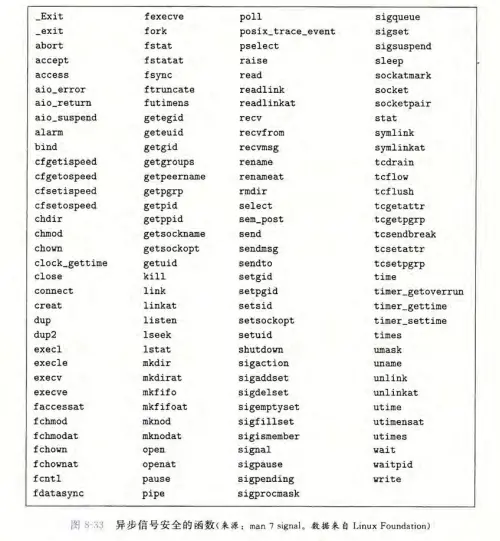 _Exit
_exit
abort
accept
access
aio_error
aio_return
aio_suspend
alarm
bind
cfgetispeed
cfgetospeed
cfsetispeed
cfsetospeed
chdir
chmod
chown
clock_gettime
close
connect
creat
dup
dup2
execl
execle
execv
execve
faccessat
fchmod
fchmodat
fchown
fchownat
fcntl
fdatasync
fexecve
fork
fstat
fstatat
fsync
ftruncate
futimens
getegid
geteuid
getgid
getgroups
getpeername
getpgrp
getpid
getppid
getsockname
getsockopt
getuid
kill
link
linkat
listen
lseek
lstat
mkdir
mkdirat
mkfifo
mkfifoat
mknod
mknodat
open
openat
pause
pipe
poll
posix_trace_event
pselect
raise
read
readlink
readlinkat
recv
recvfrom
recvmsg
rename
renameat
rmdir
select
sem_post
send
sendmsg
sendto
setgid
setpgid
setsid
setsockopt
setuid
shutdown
sigaction
sigaddset
sigdelset
sigemptyset
sigfillset
sigismember
signal
sigpause
sigpending
sigprocmask
sigqueue
sigset
sigsuspend
sleep
sockatmark
socket
socketpair
stat
symlink
symlinkat
tcdrain
tcflow
tcflush
tcgetattr
tcgetpgrp
tcsendbreak
tcsetattr
tcsetpgrp
time
timer_getoverrun
timer_gettime
timer_settime
times
umask
uname
unlink
unlinkat
utime
utimensat
utimes
wait
waitpid
write
图 8-33 异步信号安全的函数(来源：man 7 signal。数据来自 Linux Foundation)